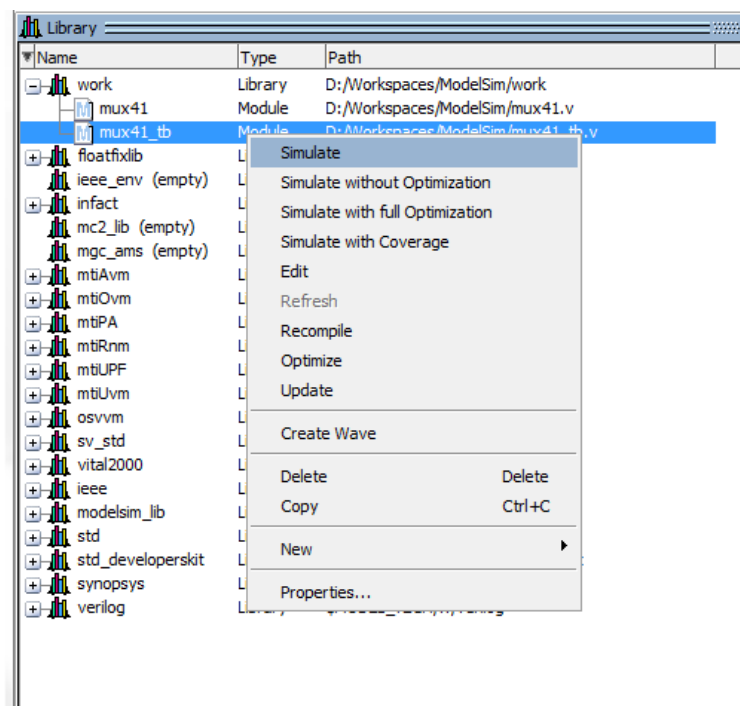 Library
Name Type Path
work Library D:/Workspaces/ModelSim/work
mux41 Module D:/Workspaces/ModelSim/mux41.v
mux41_tb Module D:/Workspaces/ModelSim/mux41_tb.v
floatfixlib
ieee_env (empty)
infact
mc2_lib (empty)
mgc_ams (empty)
mtiAvm
mtiOvm
mtiPA
mtiRnm
mtiUPF
mtiUvm
osvvm
sv_std
vital2000
ieee
modelsim_lib
std
std_developerskit
synopsys
verilog
Simulate
Simulate without Optimization
Simulate with full Optimization
Simulate with Coverage
Edit
Refresh
Recompile
Optimize
Update
Create Wave
Delete Delete
Copy Ctrl+C
New
Properties...